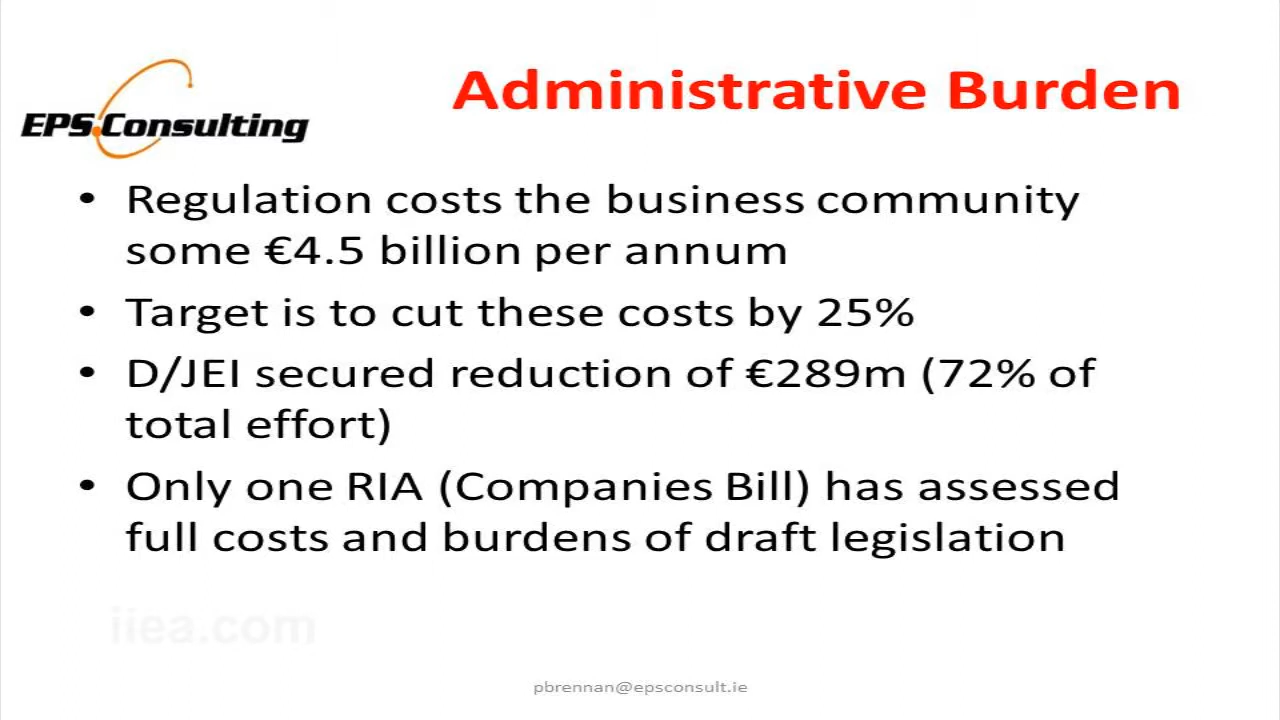 Administrative Burden
EPS.Consulting
• Regulation costs the business community
some €4.5 billion per annum
• Target is to cut these costs by 25%
• D/JEI secured reduction of €289m (72% of
total effort)
• Only one RIA (Companies Bill) has assessed
full costs and burdens of draft legislation
iiea.com
pbrennan@epsconsult.ie